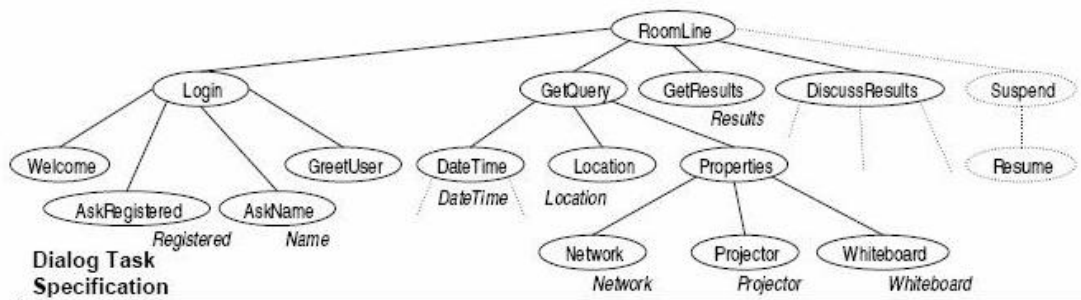 RoomLine
Login GetQuery GetResults DiscussResults Suspend
Results
Welcome GreetUser DateTime Location Properties Resume
DateTime Location
AskRegistered AskName
Registered Name
Network Projector Whiteboard
Network Projector Whiteboard
Dialog Task
Specification